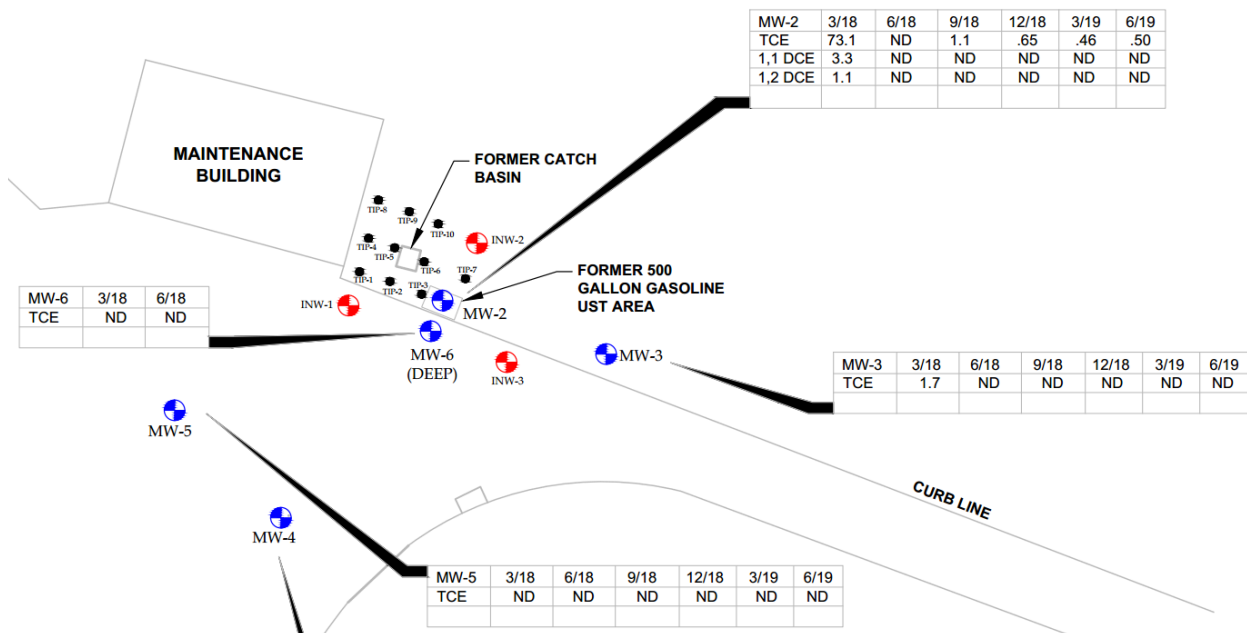 MW-2 3/18 6/18 9/18 12/18 3/19 6/19
TCE 73.1 ND 1.1 .65 .46 .50
1,1 DCE 3.3 ND ND ND ND ND
1,2 DCE 1.1 ND ND ND ND ND
MAINTENANCE
BUILDING
FORMER CATCH
BASIN
TIP-8
TIP-9
TIP-10
INW-2
TIP-4
TIP-5
TIP-6
TIP-7
TIP-1
TIP-2
TIP-3
FORMER 500
GALLON GASOLINE
UST AREA
MW-6 3/18 6/18
TCE ND ND
INW-1
MW-2
MW-6
(DEEP)
INW-3
MW-3
MW-3 3/18 6/18 9/18 12/18 3/19 6/19
TCE 1.7 ND ND ND ND ND
MW-5
CURB LINE
MW-4
MW-5 3/18 6/18 9/18 12/18 3/19 6/19
TCE ND ND ND ND ND ND